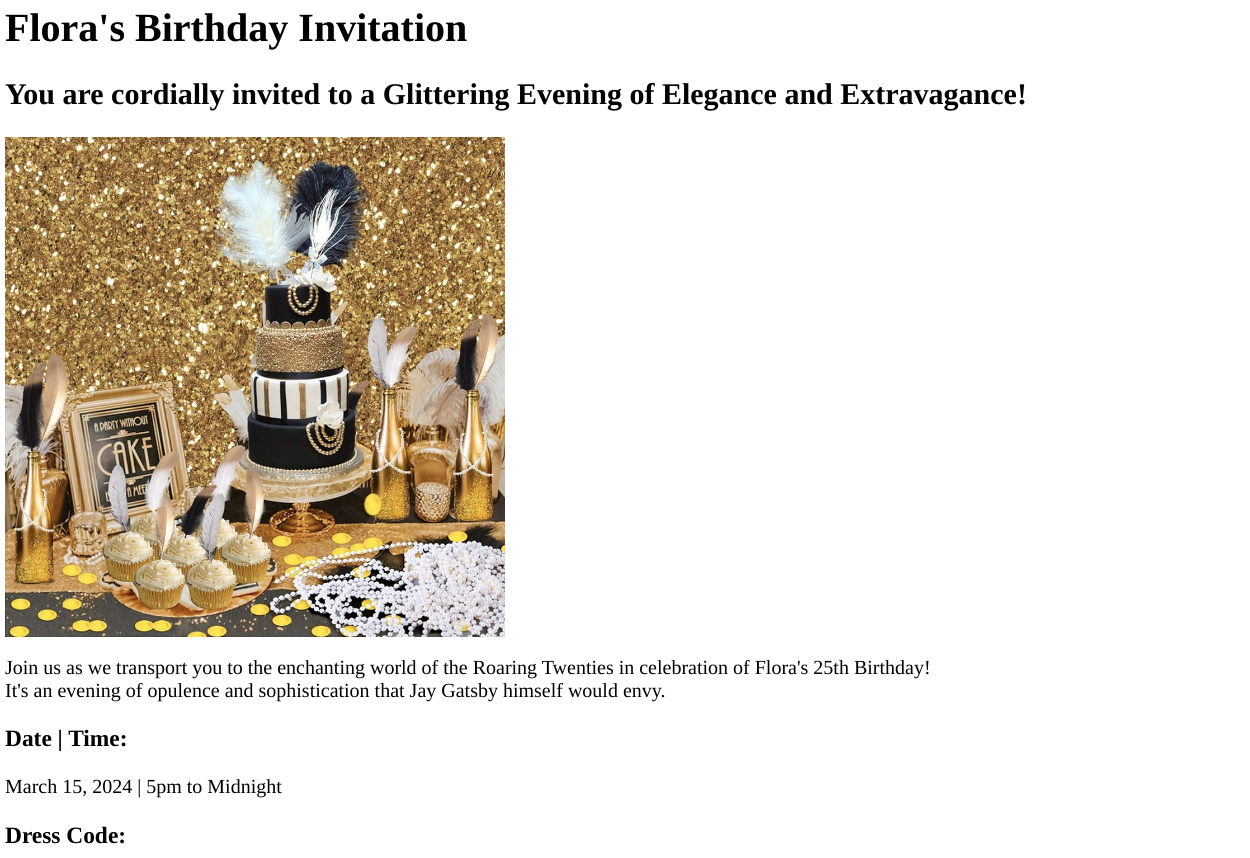 Flora's Birthday Invitation
You are cordially invited to a Glittering Evening of Elegance and Extravagance!
A PARTY WITHOUT
CAKE
A MEE
Join us as we transport you to the enchanting world of the Roaring Twenties in celebration of Flora's 25th Birthday!
It's an evening of opulence and sophistication that Jay Gatsby himself would envy.
Date | Time:
March 15, 2024 | 5pm to Midnight
Dress Code: